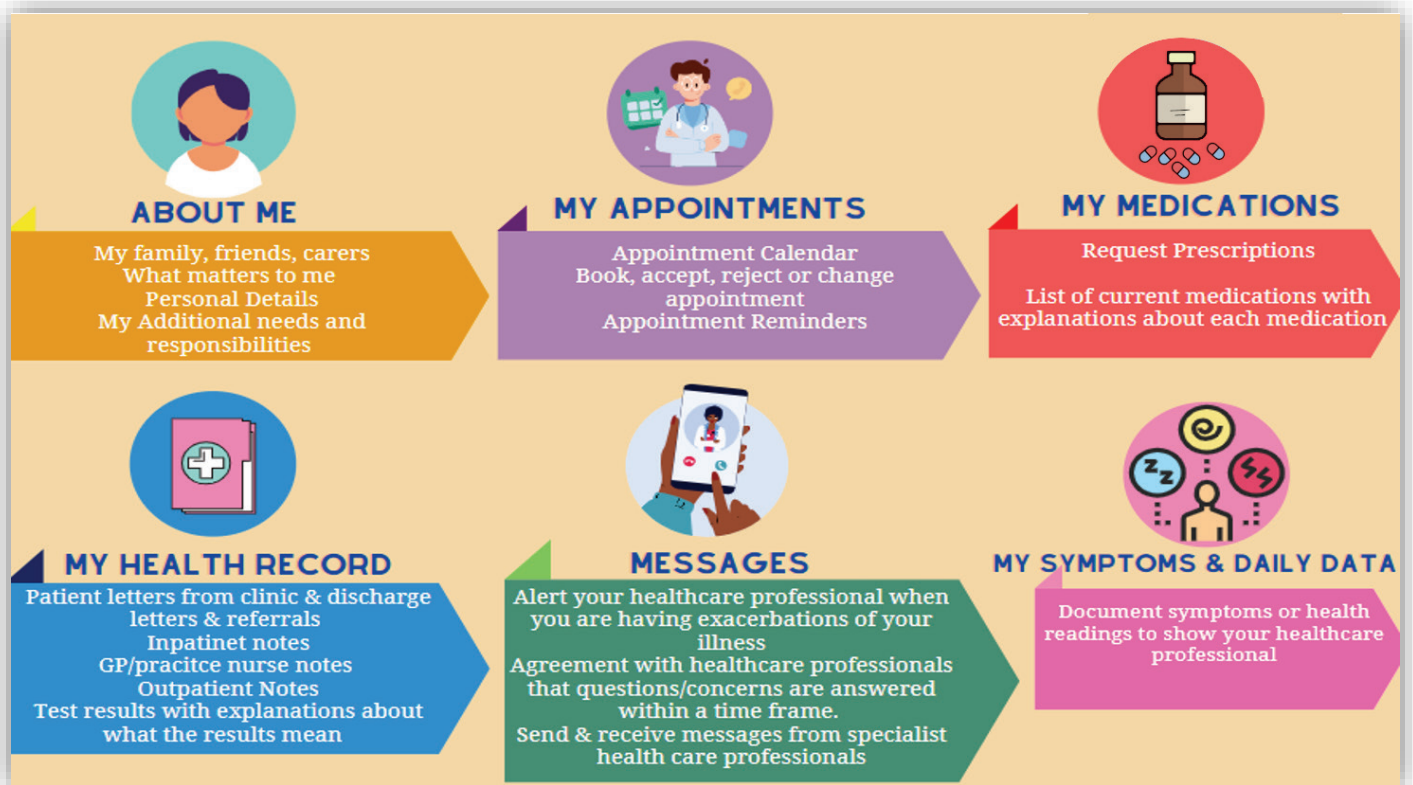 ABOUT ME
My family, friends, carers
What matters to me
Personal Details
My Additional needs and
responsibilities
MY APPOINTMENTS
Appointment Calendar
Book, accept, reject or change
appointment
Appointment Reminders
MY MEDICATIONS
Request Prescriptions
List of current medications with
explanations about each medication
MY HEALTH RECORD
Patient letters from clinic & discharge
letters & referrals
Inpatinet notes
GP/pracitce nurse notes
Outpatient Notes
Test results with explanations about
what the results mean
MESSAGES
Alert your healthcare professional when
you are having exacerbations of your
illness
Agreement with healthcare professionals
that questions/concerns are answered
within a time frame.
Send & receive messages from specialist
health care professionals
zz
MY SYMPTOMS & DAILY DATA
Document symptoms or health
readings to show your healthcare
professional